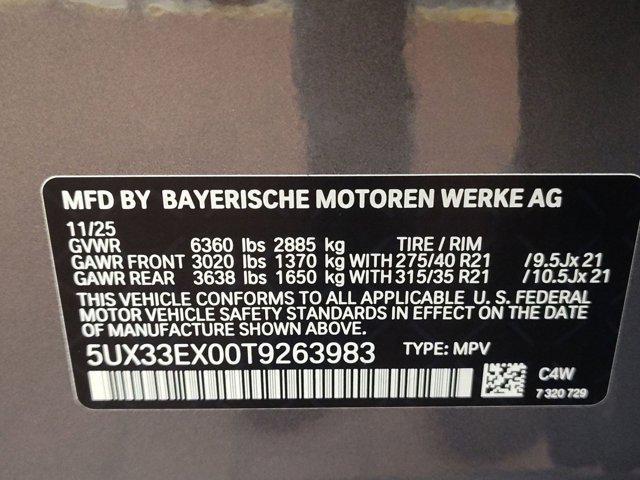 MFD BY BAYERISCHE MOTOREN WERKE AG
11/25
GVWR 6360 lbs 2885 kg TIRE / RIM
GAWR FRONT 3020 lbs 1370 kg WITH 275/40 R21 /9.5Jx21
GAWR REAR 3638 lbs 1650 kg WITH 315/35 R21 /10.5Jx21
THIS VEHICLE CONFORMS TO ALL APPLICABLE U. S. FEDERAL
MOTOR VEHICLE SAFETY STANDARDS IN EFFECT ON THE DATE
OF MANUFACTURE SHOWN ABOVE.
5UX33EX00T9263983 TYPE: MPV
C4W
7 320 729